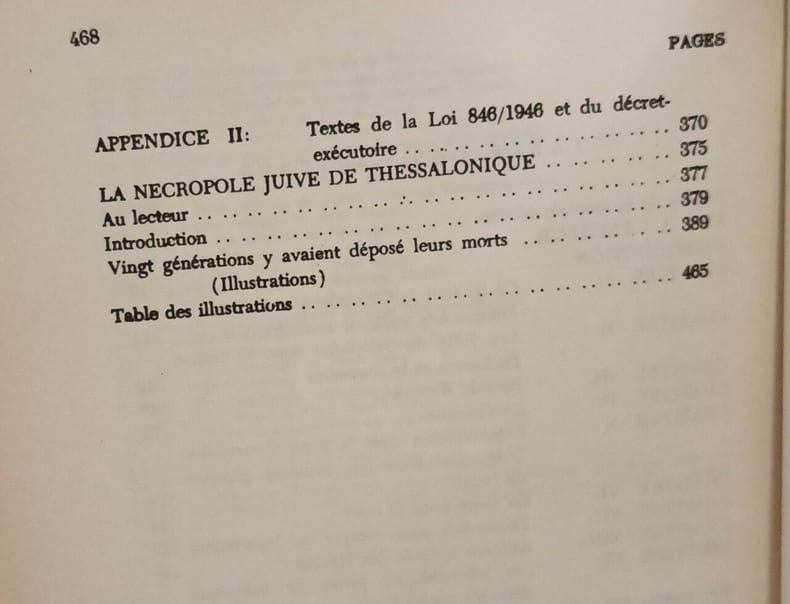 468
PAGES
APPENDICE II: Textes de la Loi 846/1946 et du décret-
exécutoire .................. 370
LA NECROPOLE JUIVE DE THESSALONIQUE ........ 375
Au lecteur ............................ 377
Introduction ............................ 379
Vingt générations y avaient déposé leurs morts ......... 389
(Illustrations)
Table des illustrations ........................ 465